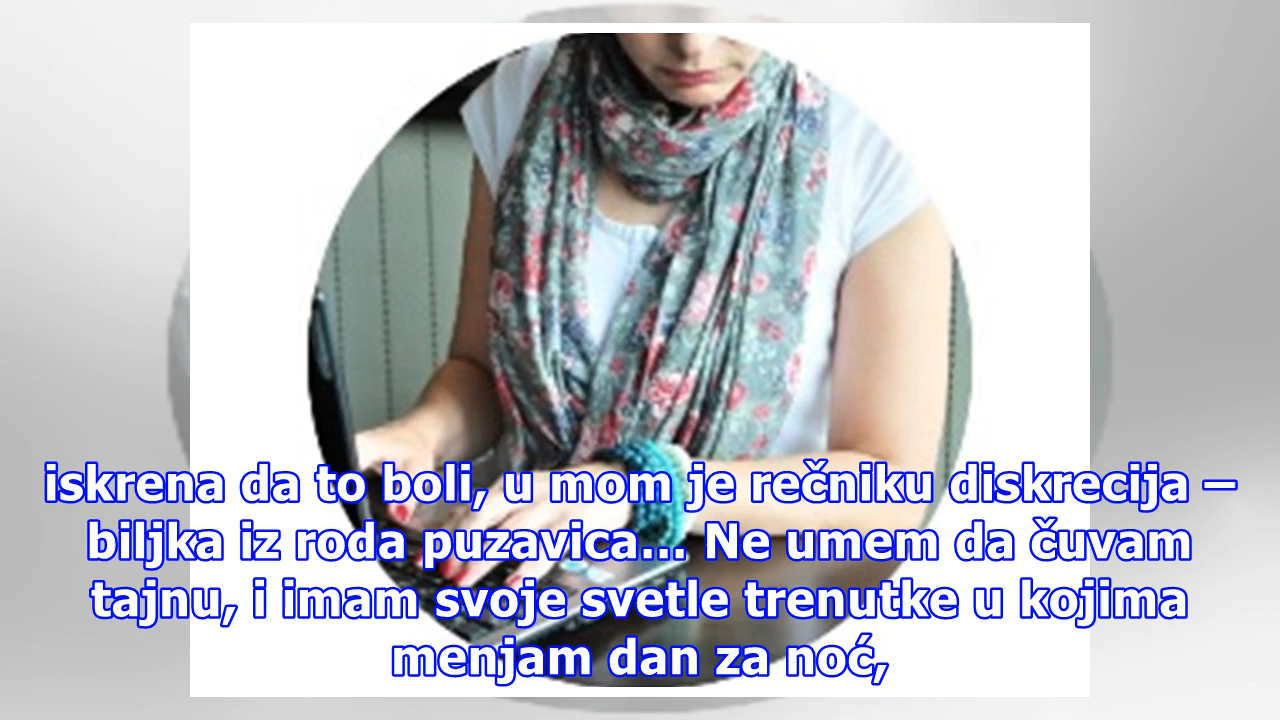 iskrena da to boli, u mom je rečniku diskrecija –
biljka iz roda puzavica... Ne umem da čuvam
tajnu, i imam svoje svetle trenutke u kojima
menjam dan za noć,